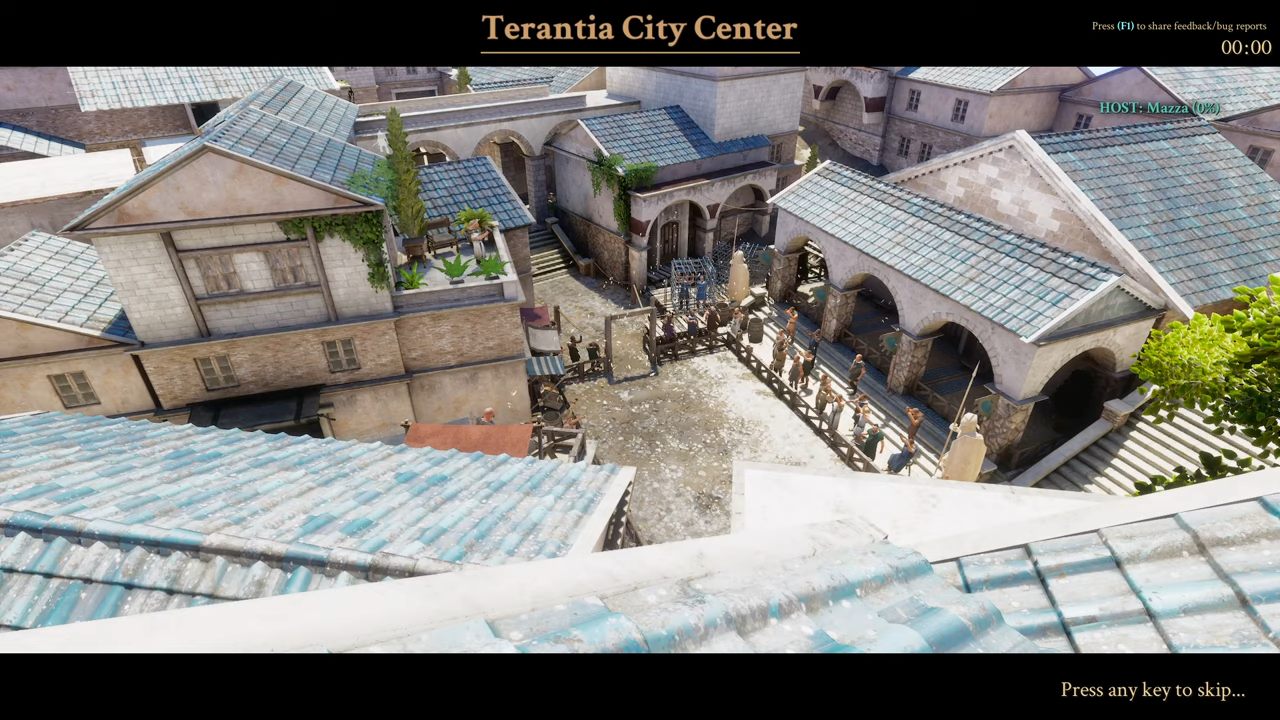 Terantia City Center
Press (F1) to share feedback/bug reports
00:00
HOST: Mazza (0%)
Press any key to skip...